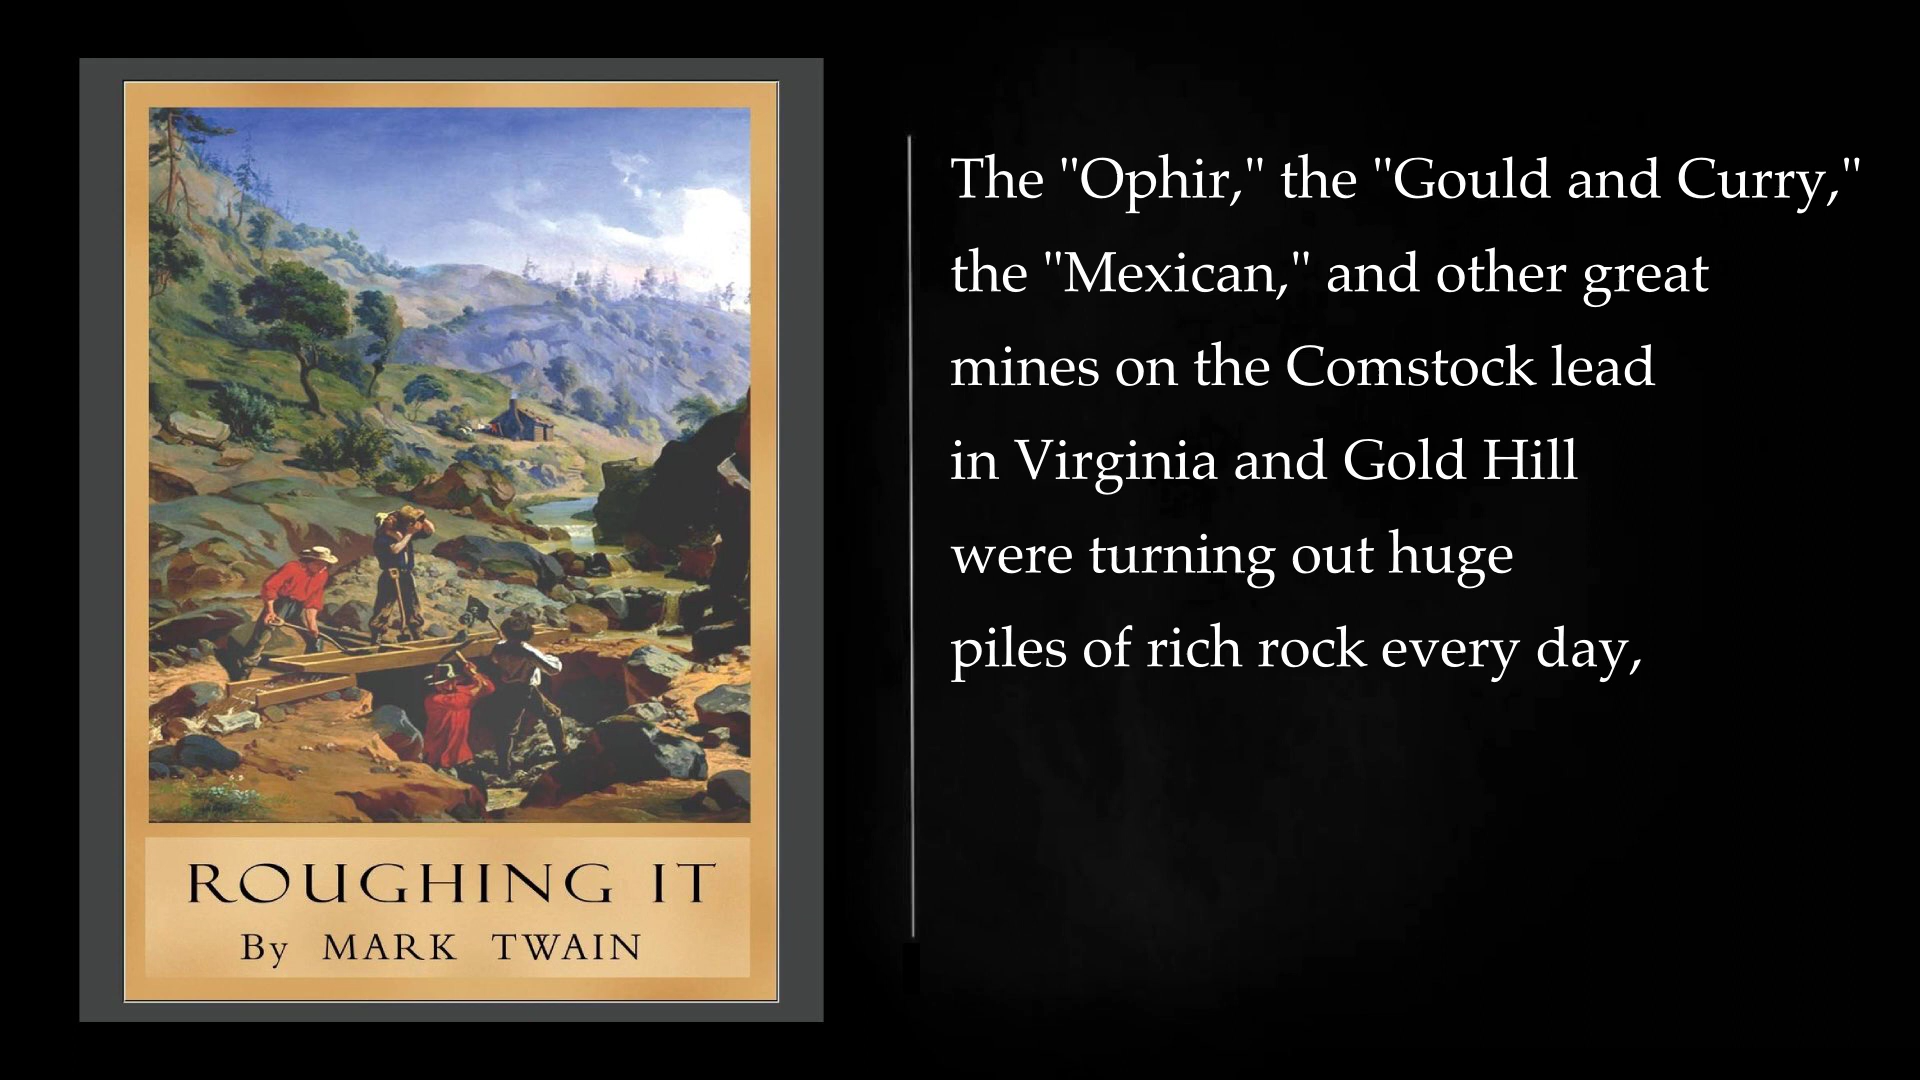 ROUGHING IT
By MARK TWAIN
The "Ophir," the "Gould and Curry,"
the "Mexican," and other great
mines on the Comstock lead
in Virginia and Gold Hill
were turning out huge
piles of rich rock every day,